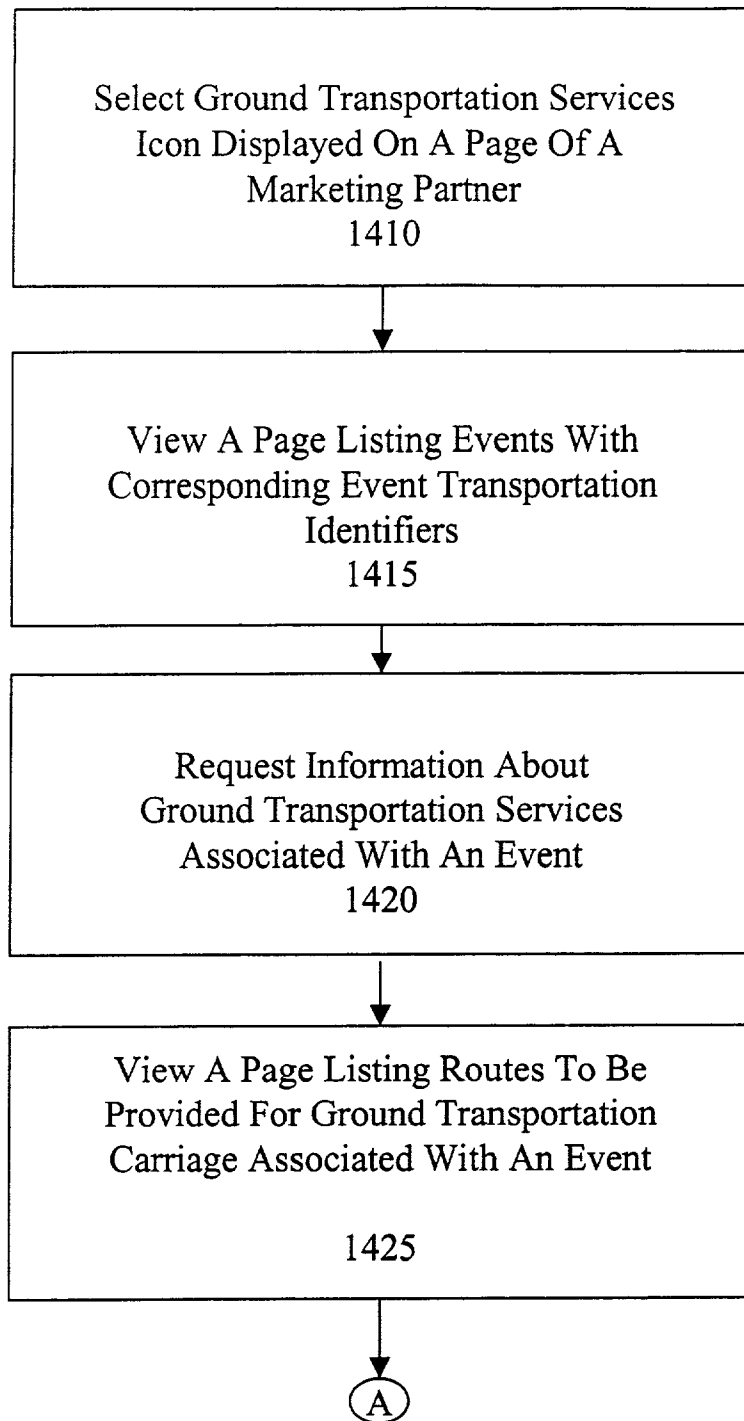 Select Ground Transportation Services
Icon Displayed On A Page Of A
Marketing Partner
1410
View A Page Listing Events With
Corresponding Event Transportation
Identifiers
1415
Request Information About
Ground Transportation Services
Associated With An Event
1420
View A Page Listing Routes To Be
Provided For Ground Transportation
Carriage Associated With An Event
1425
A